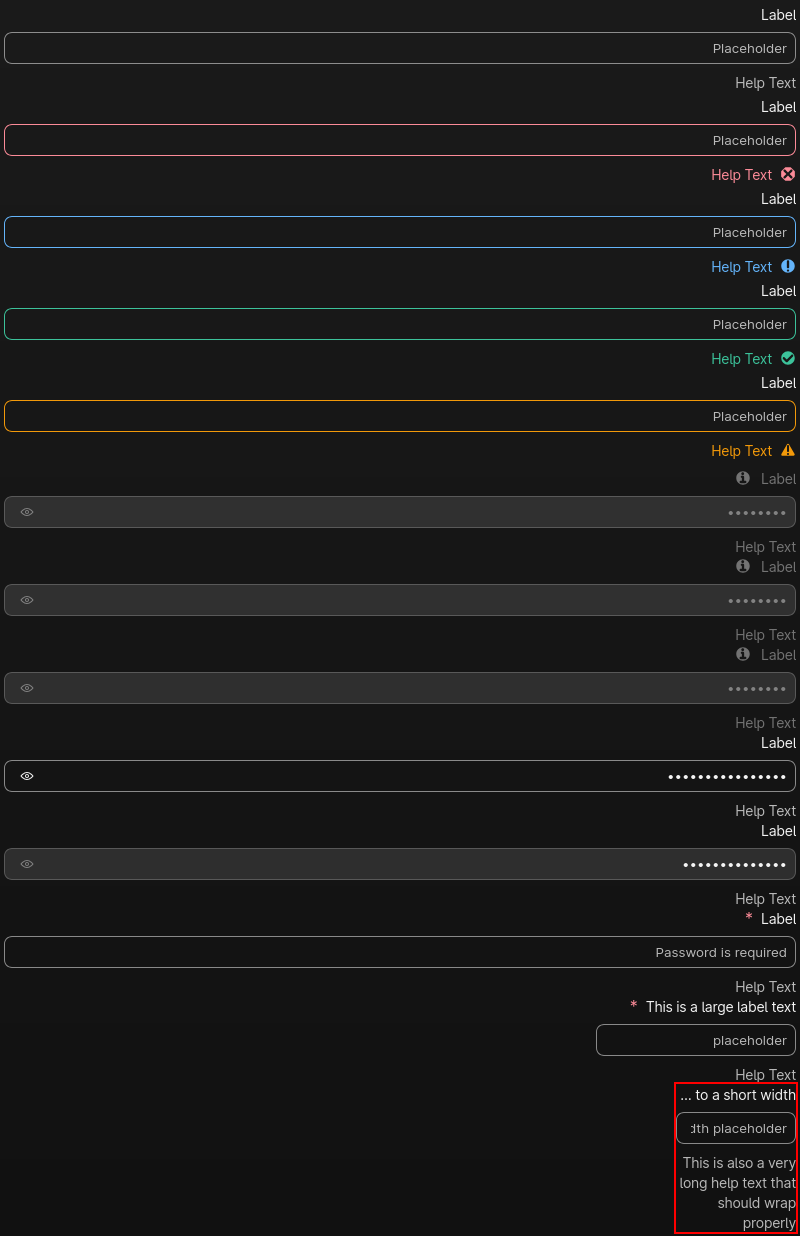 Label
Placeholder
Help Text
Label
Placeholder
Help Text
Label
Placeholder
Help Text
Label
Placeholder
Help Text
Label
Placeholder
Help Text
Label
••••••••
Help Text
Label
••••••••
Help Text
Label
••••••••
Help Text
Label
••••••••••••••••
Help Text
Label
••••••••••••••
Help Text
* Label
Password is required
Help Text
* This is a large label text
placeholder
Help Text
... to a short width
placeholder
This is also a very
long help text that
should wrap
properly